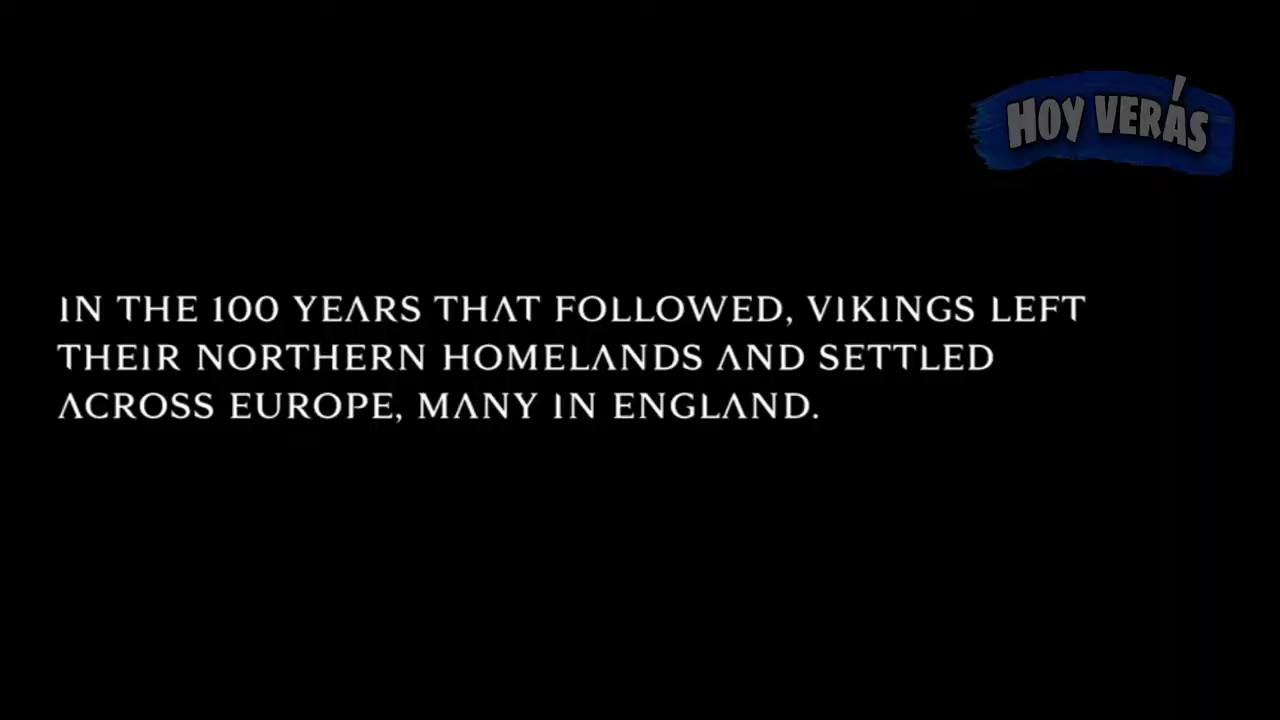 HOY VERÁS
IN THE 100 YEARS THAT FOLLOWED, VIKINGS LEFT
THEIR NORTHERN HOMELANDS AND SETTLED
ACROSS EUROPE, MANY IN ENGLAND.